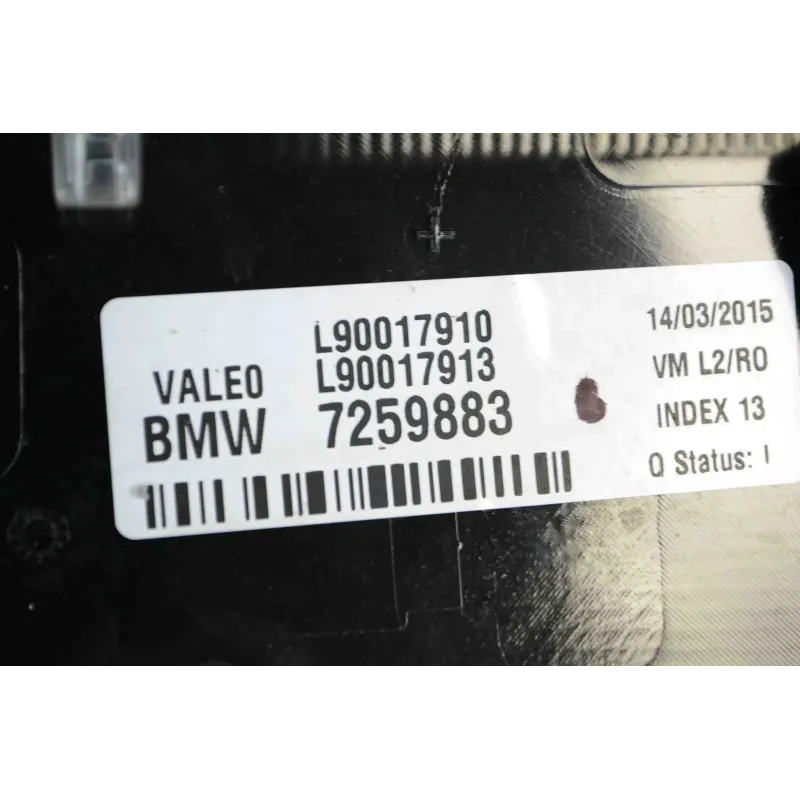 L90017910
VALEO L90017913
BMW 7259883
14/03/2015
VM L2/RO
INDEX 13
Q Status: I